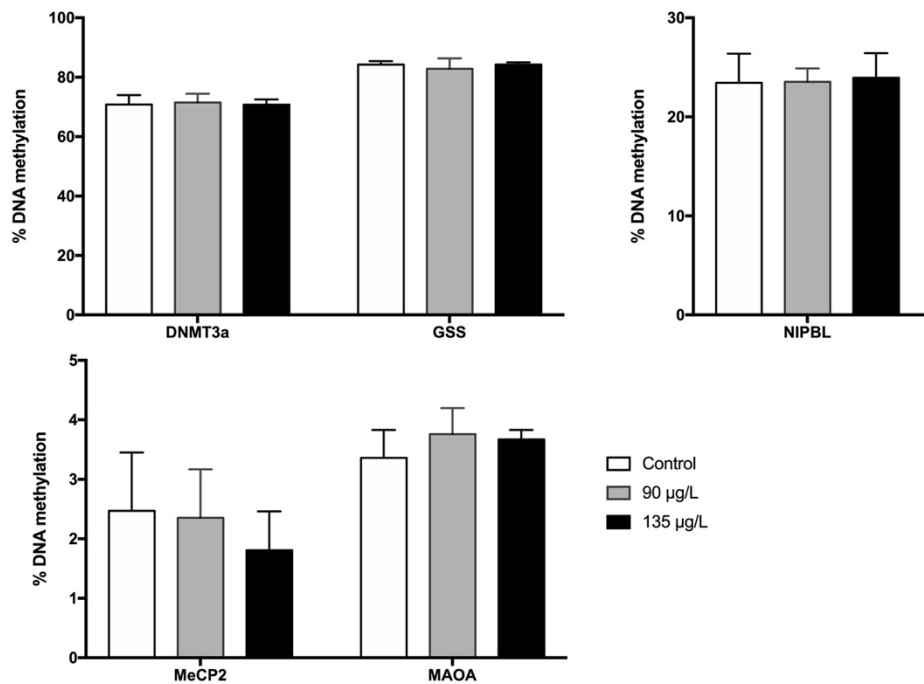 % DNA methylation
100
80
60
40
20
0
DNMT3a
GSS
% DNA methylation
30
20
10
0
NIPBL
% DNA methylation
5
4
3
2
1
0
MeCP2
MAOA
Control
90 µg/L
135 µg/L